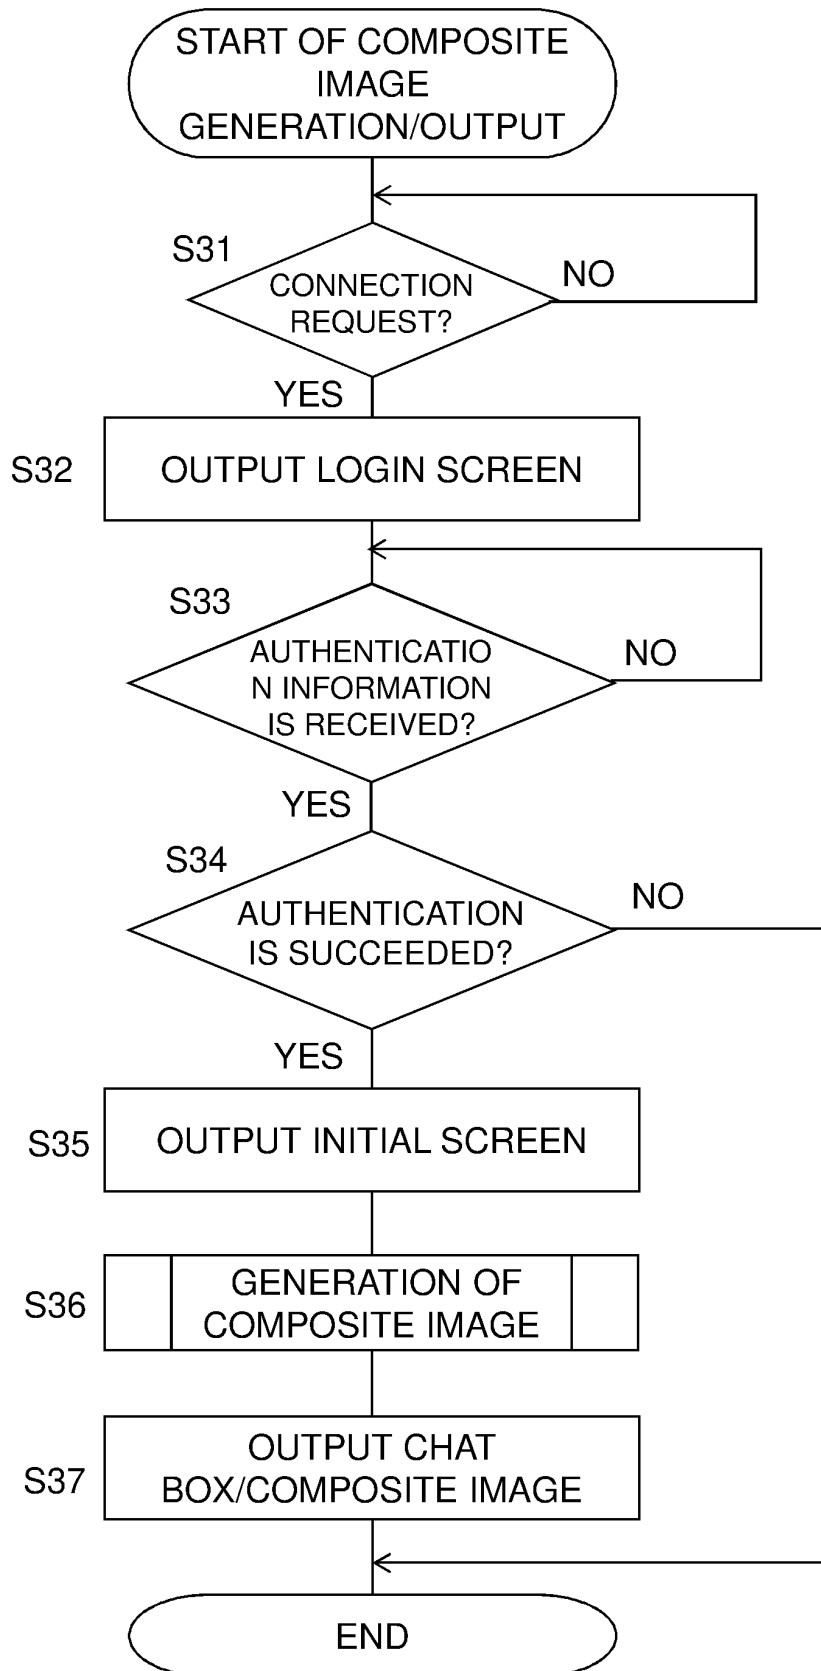 START OF COMPOSITE
IMAGE
GENERATION/OUTPUT
S31
CONNECTION
REQUEST?
NO
YES
S32
OUTPUT LOGIN SCREEN
S33
AUTHENTICATIO
N INFORMATION
IS RECEIVED?
NO
YES
S34
AUTHENTICATION
IS SUCCEEDED?
NO
YES
S35
OUTPUT INITIAL SCREEN
S36
GENERATION OF
COMPOSITE IMAGE
S37
OUTPUT CHAT
BOX/COMPOSITE IMAGE
END